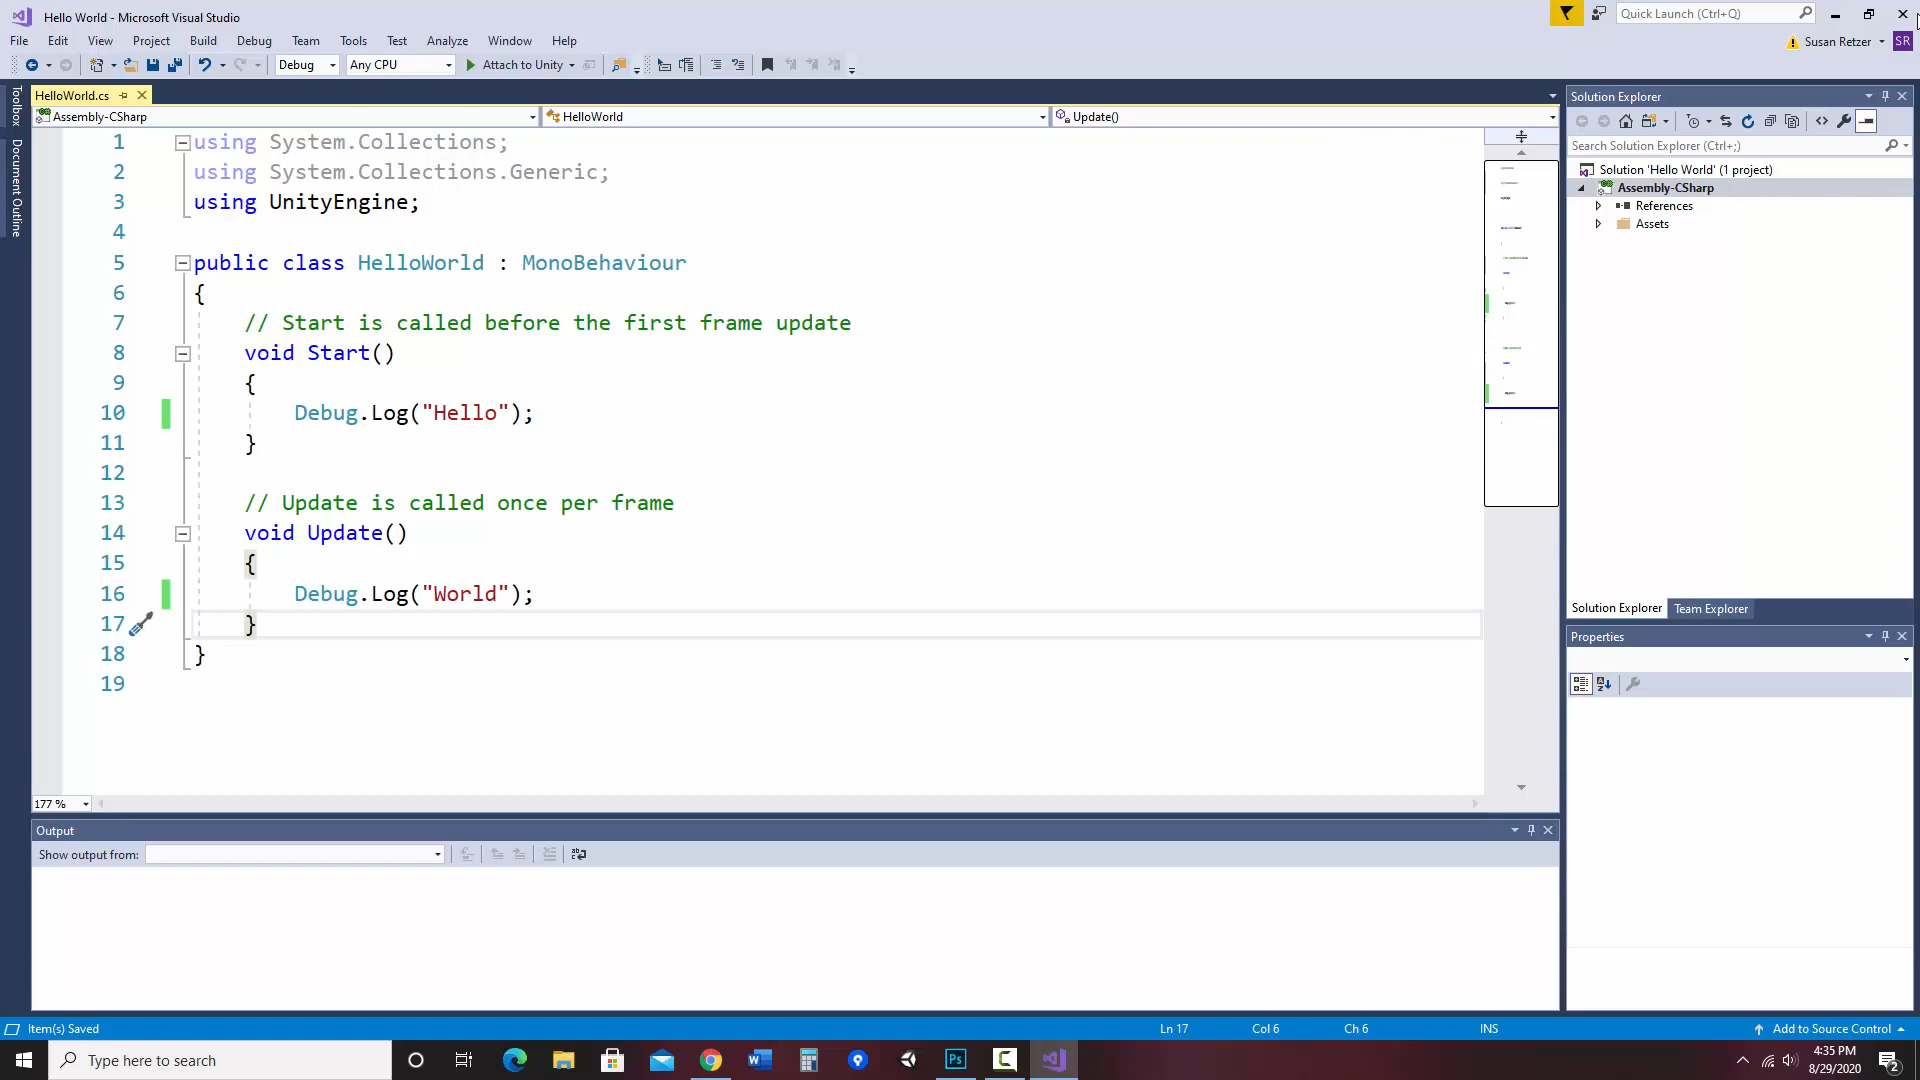 Hello World - Microsoft Visual Studio
Quick Launch (Ctrl+Q)
File Edit View Project Build Debug Team Tools Test Analyze Window Help
Susan Retzer SR
Debug Any CPU Attach to Unity
Toolbox
Document Outline
HelloWorld.cs
Assembly-CSharp HelloWorld Update()
1 using System.Collections;
2 using System.Collections.Generic;
3 using UnityEngine;
4
5 public class HelloWorld : MonoBehaviour
6 {
7 // Start is called before the first frame update
8 void Start()
9 {
10 Debug.Log("Hello");
11 }
12
13 // Update is called once per frame
14 void Update()
15 {
16 Debug.Log("World");
17 }
18 }
19
177 %
Solution Explorer
Search Solution Explorer (Ctrl+;)
Solution 'Hello World' (1 project)
Assembly-CSharp
References
Assets
Solution Explorer Team Explorer
Properties
Output
Show output from:
Item(s) Saved Ln 17 Col 6 Ch 6 INS Add to Source Control
Type here to search
Ps
4:35 PM
8/29/2020
2